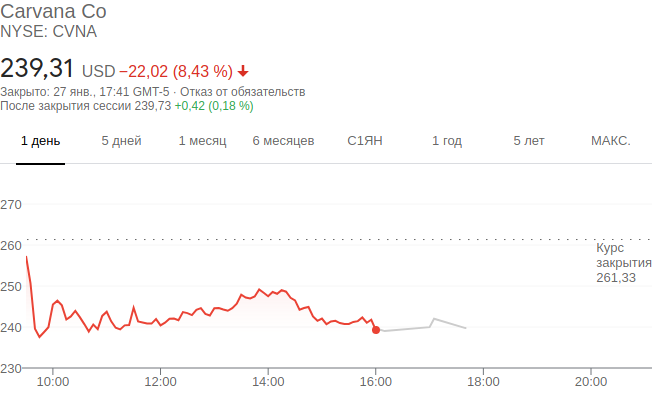 Carvana Co
NYSE: CVNA
239,31 USD −22,02 (8,43 %)
Закрыто: 27 янв., 17:41 GMT-5 · Отказ от обязательств
После закрытия сессии 239,73 +0,42 (0,18 %)
1 день 5 дней 1 месяц 6 месяцев С1ЯН 1 год 5 лет МАКС.
270
260
Курс
закрытия
261,33
250
240
230
10:00 12:00 14:00 16:00 18:00 20:00